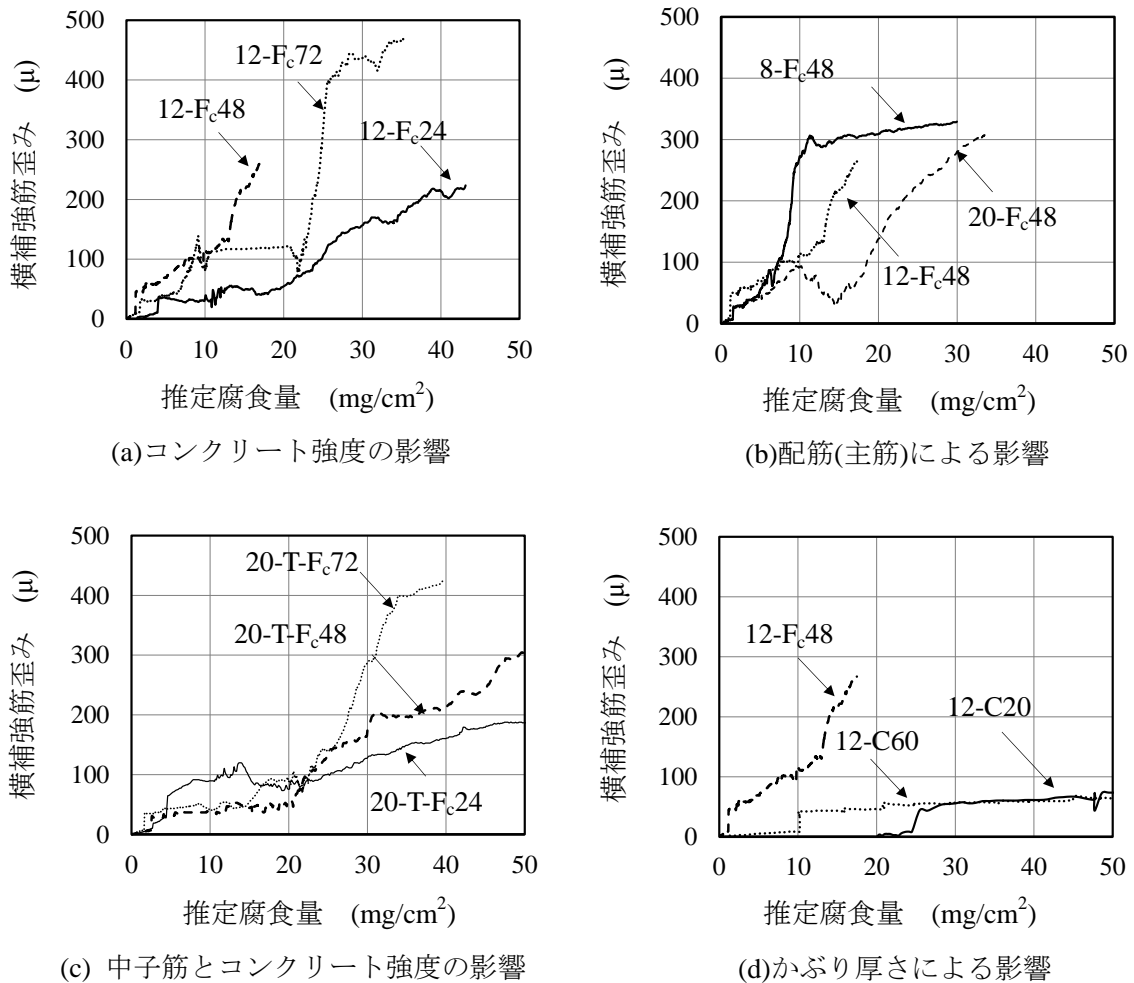 500
400
300
200
100
0
横補強筋歪み (μ)
12-Fc72
12-Fc48
12-Fc24
0 10 20 30 40 50
推定腐食量 (mg/cm2)
(a)コンクリート強度の影響
500
400
300
200
100
0
横補強筋歪み (μ)
8-Fc48
20-Fc48
12-Fc48
0 10 20 30 40 50
推定腐食量 (mg/cm2)
(b)配筋(主筋)による影響
500
400
300
200
100
0
横補強筋歪み (μ)
20-T-Fc72
20-T-Fc48
20-T-Fc24
0 10 20 30 40 50
推定腐食量 (mg/cm2)
(c) 中子筋とコンクリート強度の影響
500
400
300
200
100
0
横補強筋歪み (μ)
12-Fc48
12-C20
12-C60
0 10 20 30 40 50
推定腐食量 (mg/cm2)
(d)かぶり厚さによる影響